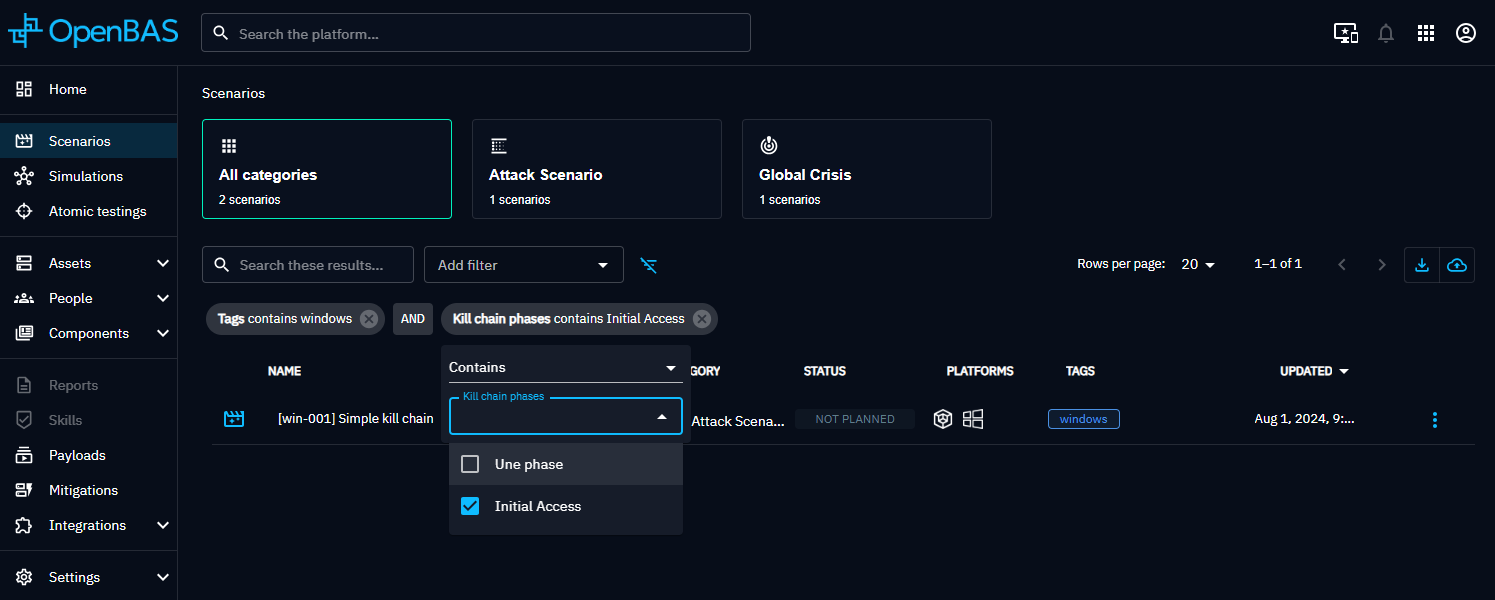 OpenBAS
Search the platform...
Home
Scenarios
Simulations
Atomic testings
Assets
People
Components
Reports
Skills
Payloads
Mitigations
Integrations
Settings
Scenarios
All categories
2 scenarios
Attack Scenario
1 scenarios
Global Crisis
1 scenarios
Search these results...
Add filter
Rows per page: 20
1–1 of 1
Tags contains windows
AND
Kill chain phases contains Initial Access
NAME GORY STATUS PLATFORMS TAGS UPDATED
[win-001] Simple kill chain Attack Scena... NOT PLANNED windows Aug 1, 2024, 9:...
Contains
Kill chain phases
Une phase
Initial Access